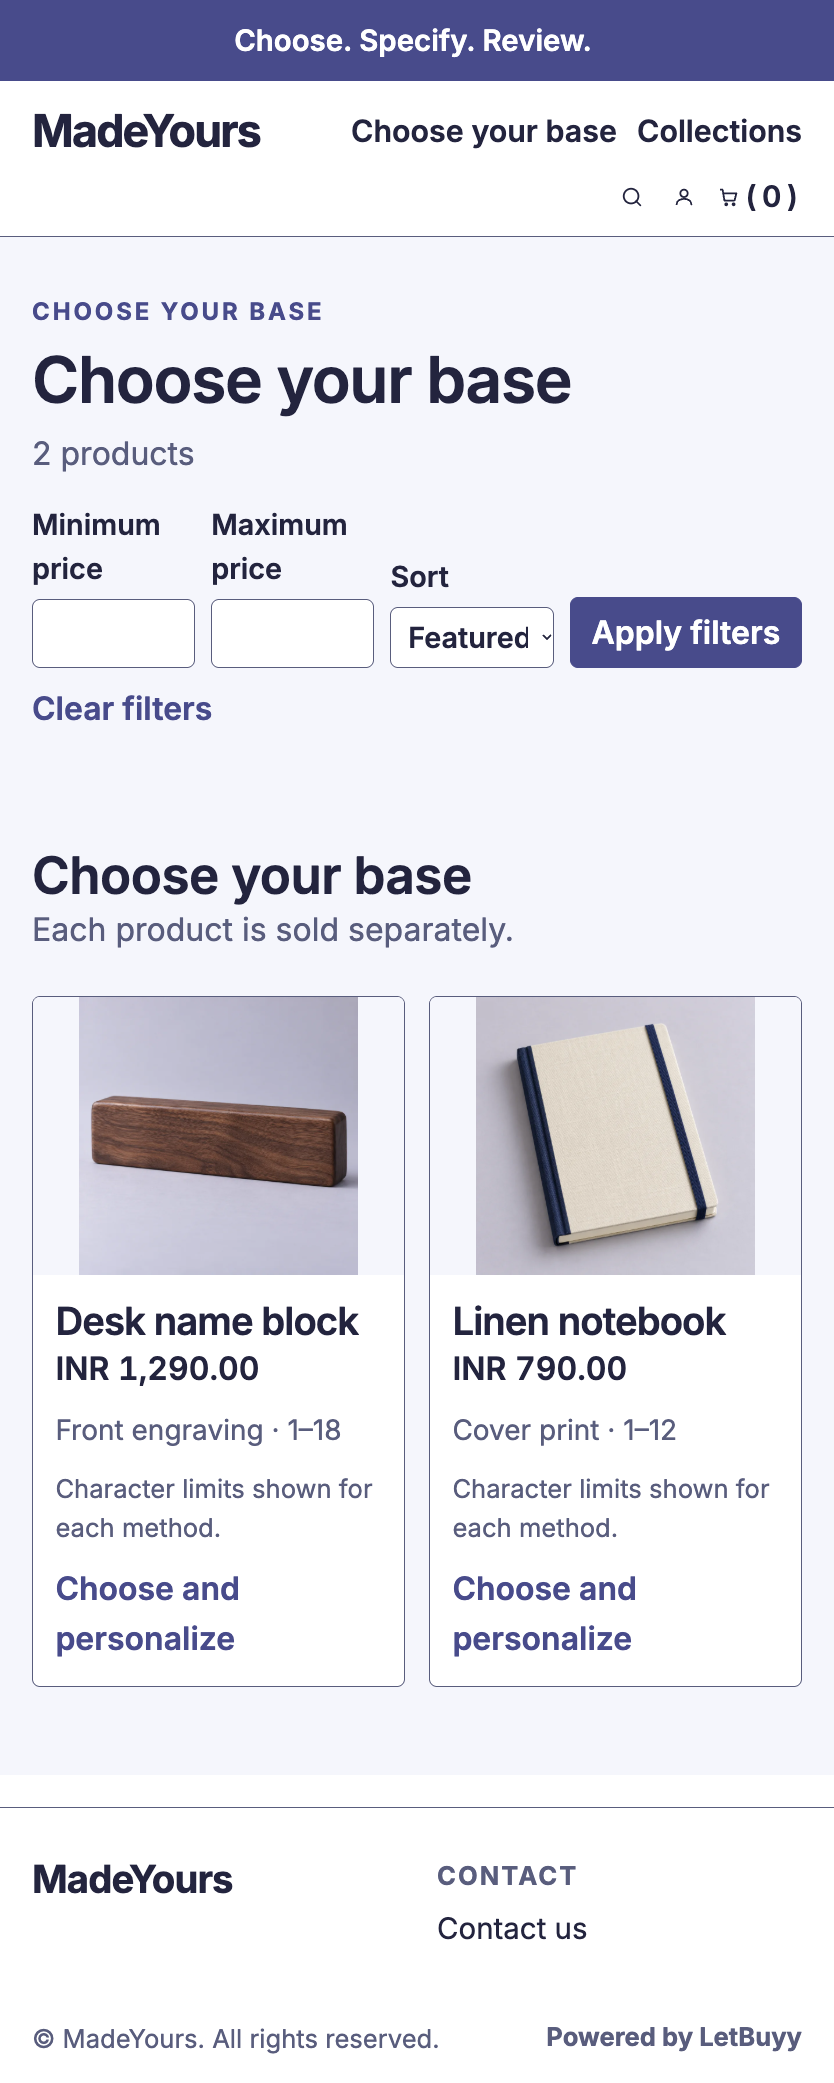 Choose. Specify. Review.
MadeYours
Choose your base
Collections
(0)
CHOOSE YOUR BASE
Choose your base
2 products
Minimum
price
Maximum
price
Sort
Featured
Apply filters
Clear filters
Choose your base
Each product is sold separately.
Desk name block
INR 1,290.00
Front engraving · 1–18
Character limits shown for
each method.
Choose and
personalize
Linen notebook
INR 790.00
Cover print · 1–12
Character limits shown for
each method.
Choose and
personalize
MadeYours
CONTACT
Contact us
© MadeYours. All rights reserved.
Powered by LetBuyy